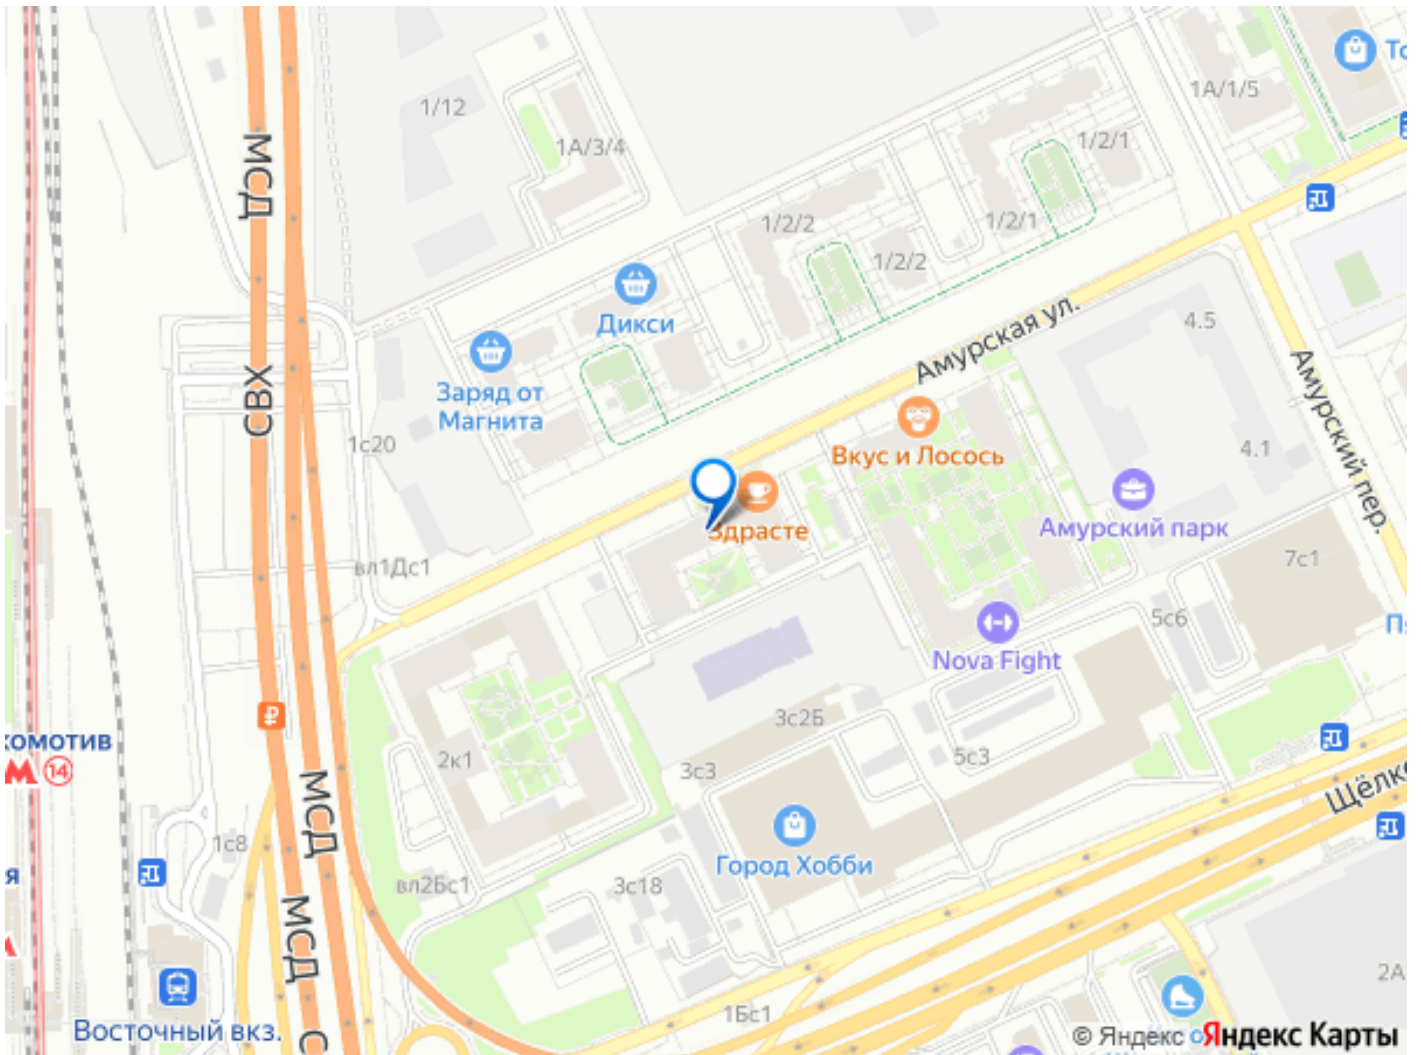 То
1А/1/5
1/12
МСД
1А/3/4
1/2/1
1/2/2
1/2/1
1/2/2
Дикси
Амурская ул.
4.5
Заряд от
Магнита
СВХ
1с20
Вкус и Лосось
4.1
Амурский пер.
Здрасте
Амурский парк
вл1Дс1
7с1
5с6
Пя
Nova Fight
3с2Б
комотив
14
2к1
3с3
5с3
МСД
Щёлко
Город Хобби
1с8
я
вл2Бс1
3с18
МСД
2А
1Бс1
Восточный вкз.
С
© Яндекс
Яндекс Карты